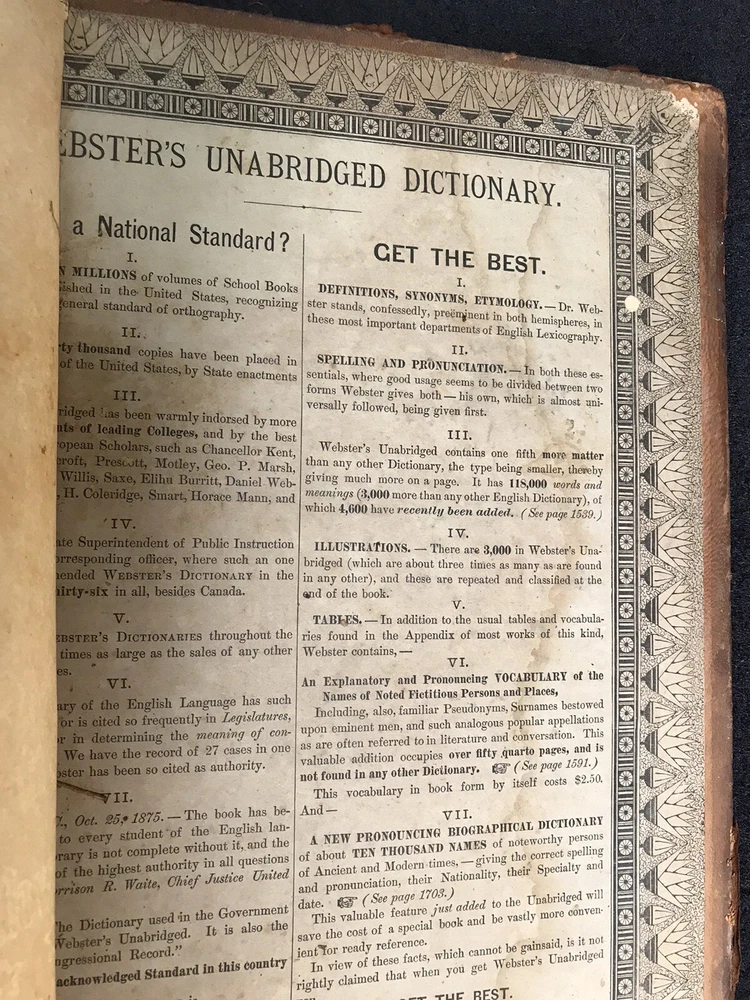 EBSTER'S UNABRIDGED DICTIONARY.
a National Standard?
I.
MILLIONS of volumes of School Books
in the United States, recognizing
eneral standard of orthography.
II.
ty thousand copies have been placed in
of the United States, by State enactments
III.
ridged has been warmly indorsed by more
of leading Colleges, and by the best
opean Scholars, such as Chancellor Kent,
croft, Prescott, Motley, Geo. P. Marsh,
Willis, Saxe, Elihu Burritt, Daniel Web-
, H. Coleridge, Smart, Horace Mann, and
IV.
ate Superintendent of Public Instruction
orresponding officer, where such an one
mended WEBSTER'S DICTIONARY in the
hirty-six in all, besides Canada.
V.
EBSTER'S DICTIONARIES throughout the
times as large as the sales of any other
es.
VI.
ary of the English Language has such
or is cited so frequently in Legislatures,
or in determining the meaning of con-
We have the record of 27 cases in one
bster has been so cited as authority.
VII.
, Oct. 25, 1875. — The book has be-
to every student of the English lan-
rary is not complete without it, and the
of the highest authority in all questions
rrison R. Waite, Chief Justice United
The Dictionary used in the Government
Webster's Unabridged. It is also the
ngressional Record."
acknowledged Standard in this country
GET THE BEST.
I.
DEFINITIONS, SYNONYMS, ETYMOLOGY. — Dr. Web-
ster stands, confessedly, preëminent in both hemispheres, in
these most important departments of English Lexicography.
II.
SPELLING AND PRONUNCIATION. — In both these es-
sentials, where good usage seems to be divided between two
forms Webster gives both — his own, which is almost uni-
versally followed, being given first.
III.
Webster's Unabridged contains one fifth more matter
than any other Dictionary, the type being smaller, thereby
giving much more on a page. It has 118,000 words and
meanings (3,000 more than any other English Dictionary), of
which 4,600 have recently been added. (See page 1539.)
IV.
ILLUSTRATIONS. — There are 3,000 in Webster's Una-
bridged (which are about three times as many as are found
in any other), and these are repeated and classified at the
end of the book.
V.
TABLES. — In addition to the usual tables and vocabula-
ries found in the Appendix of most works of this kind,
Webster contains, —
VI.
An Explanatory and Pronouncing VOCABULARY of the
Names of Noted Fictitious Persons and Places,
Including, also, familiar Pseudonyms, Surnames bestowed
upon eminent men, and such analogous popular appellations
as are often referred to in literature and conversation. This
valuable addition occupies over fifty quarto pages, and is
not found in any other Dictionary. ☞ (See page 1591.)
This vocabulary in book form by itself costs $2.50.
And —
VII.
A NEW PRONOUNCING BIOGRAPHICAL DICTIONARY
of about TEN THOUSAND NAMES of noteworthy persons
of Ancient and Modern times, — giving the correct spelling
and pronunciation, their Nationality, their Specialty and
date. ☞ (See page 1703.)
This valuable feature just added to the Unabridged will
save the cost of a special book and be vastly more conven-
ient for ready reference.
In view of these facts, which cannot be gainsaid, is it not
rightly claimed that when you get Webster's Unabridged
GET THE BEST.